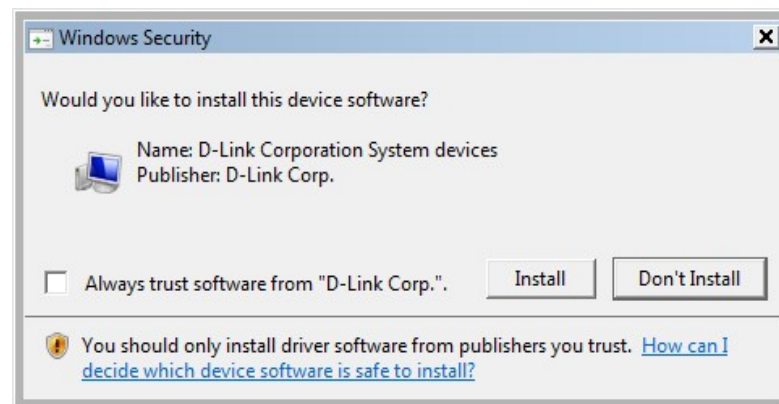 Windows Security
Would you like to install this device software?
Name: D-Link Corporation System devices
Publisher: D-Link Corp.
Always trust software from "D-Link Corp.".
Install
Don't Install
You should only install driver software from publishers you trust. How can I
decide which device software is safe to install?